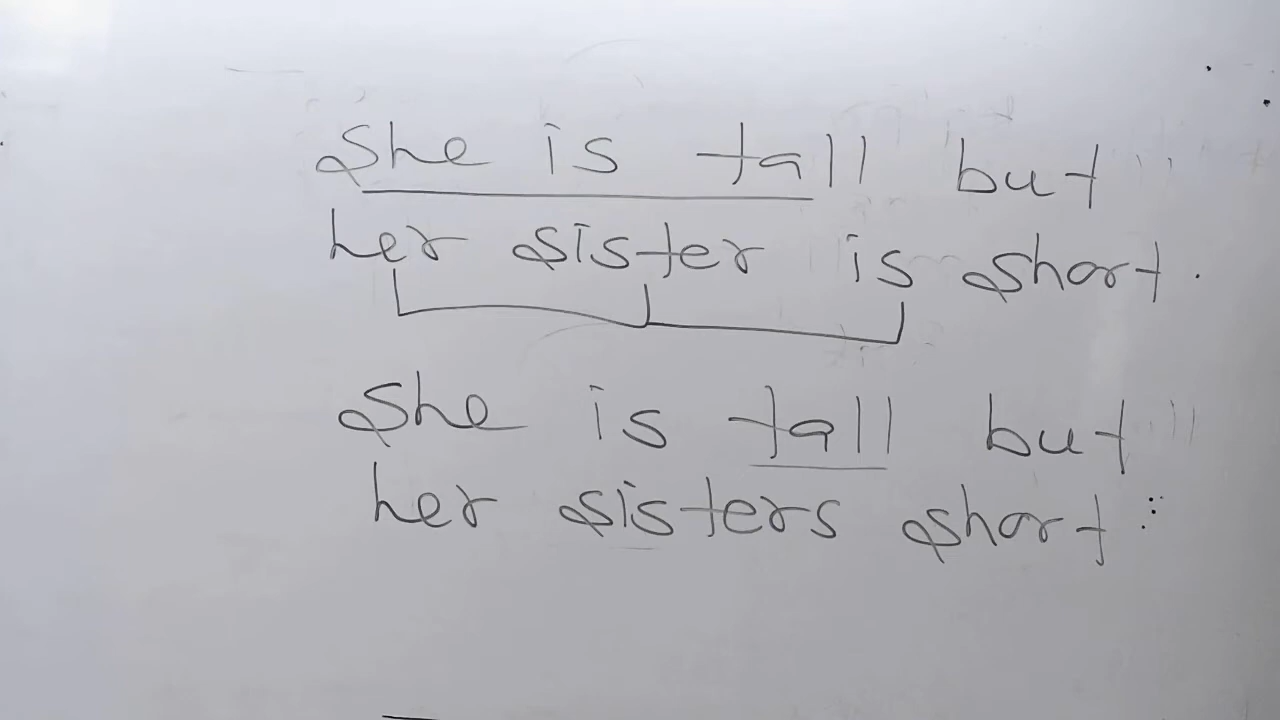 She is tall but
her sister is short.
She is tall but
her sisters short